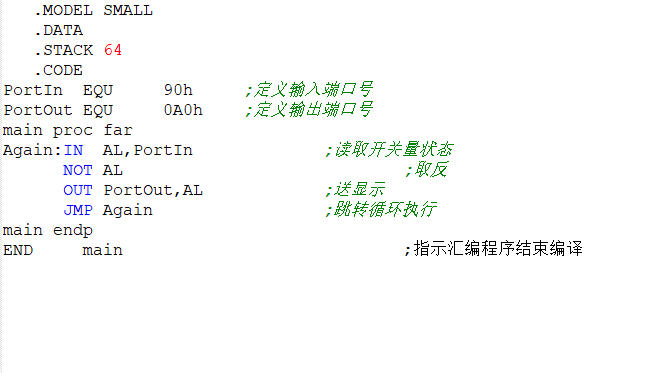 .MODEL SMALL
.DATA
.STACK 64
.CODE
PortIn EQU 90h ;定义输入端口号
PortOut EQU 0A0h ;定义输出端口号
main proc far
Again:IN AL,PortIn ;读取开关量状态
NOT AL ;取反
OUT PortOut,AL ;送显示
JMP Again ;跳转循环执行
main endp
END main ;指示汇编程序结束编译